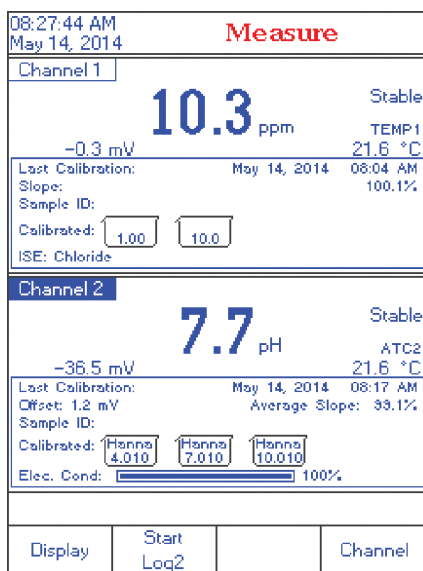 08:27:44 AM
May 14, 2014
Measure
Channel 1
10.3 ppm
Stable
TEMP1
-0.3 mV
21.6 °C
Last Calibration: May 14, 2014 08:04 AM
Slope: 100.1%
Sample ID:
Calibrated: 1.00 10.0
ISE: Chloride
Channel 2
7.7 pH
Stable
ATC2
-36.5 mV
21.6 °C
Last Calibration: May 14, 2014 08:17 AM
Offset: 1.2 mV Average Slope: 99.1%
Sample ID:
Calibrated: Hanna 4.010 Hanna 7.010 Hanna 10.010
Elec. Cond: 100%
Display
Start Log2
Channel